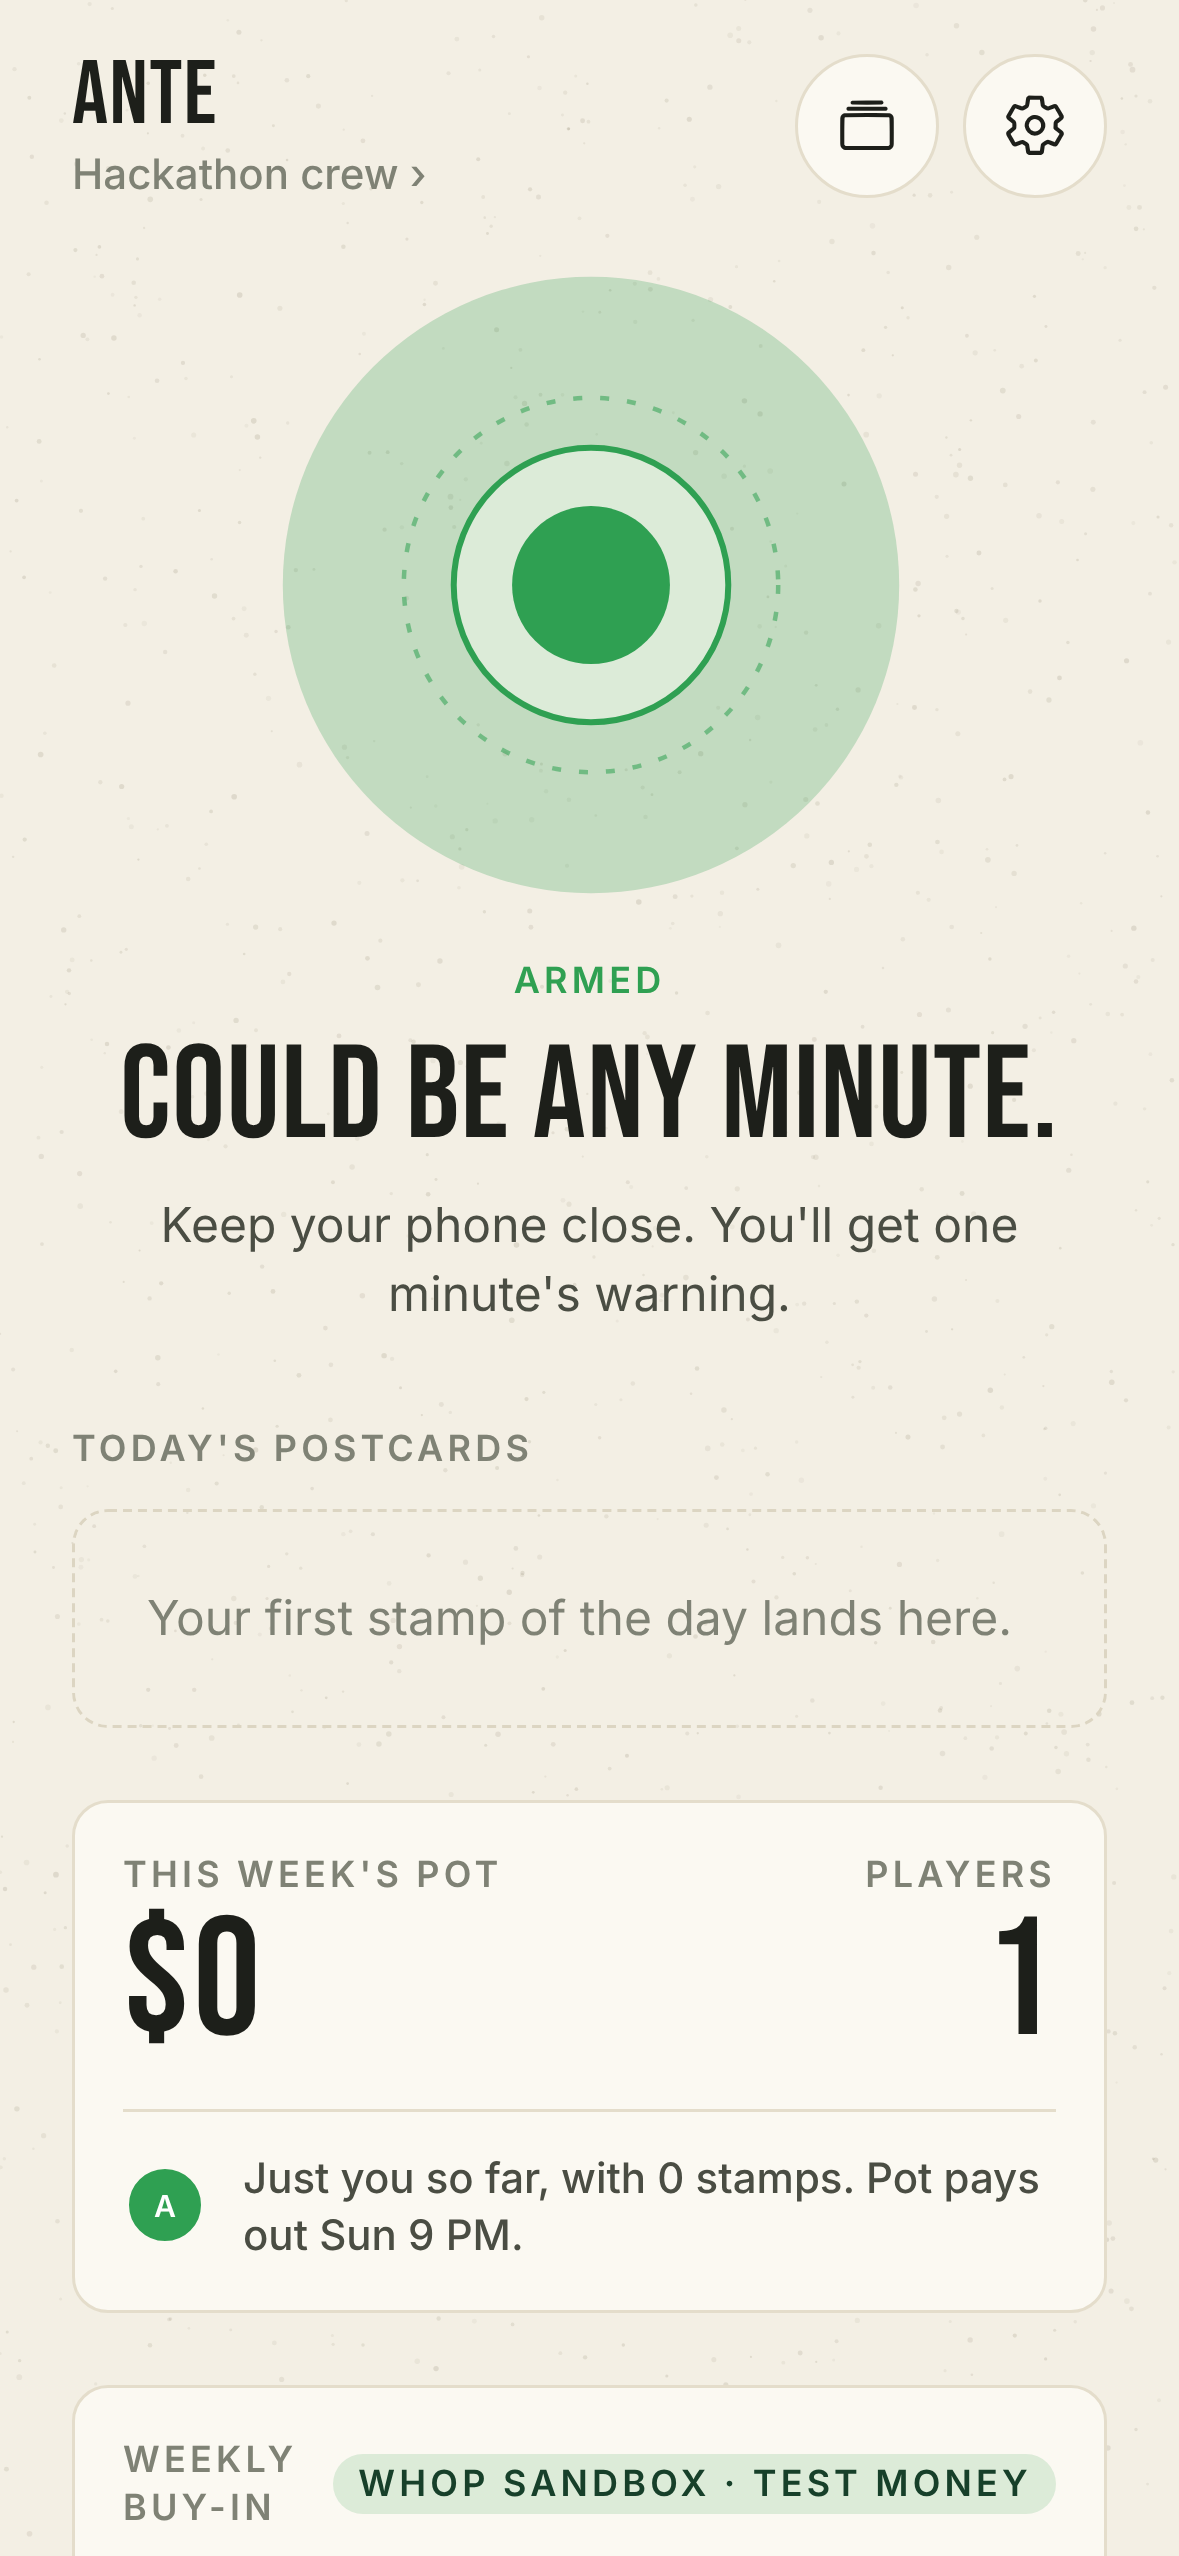 ANTE
Hackathon crew ›
ARMED
COULD BE ANY MINUTE.
Keep your phone close. You'll get one
minute's warning.
TODAY'S POSTCARDS
Your first stamp of the day lands here.
THIS WEEK'S POT
PLAYERS
$0
1
A
Just you so far, with 0 stamps. Pot pays
out Sun 9 PM.
WEEKLY
BUY-IN
WHOP SANDBOX · TEST MONEY